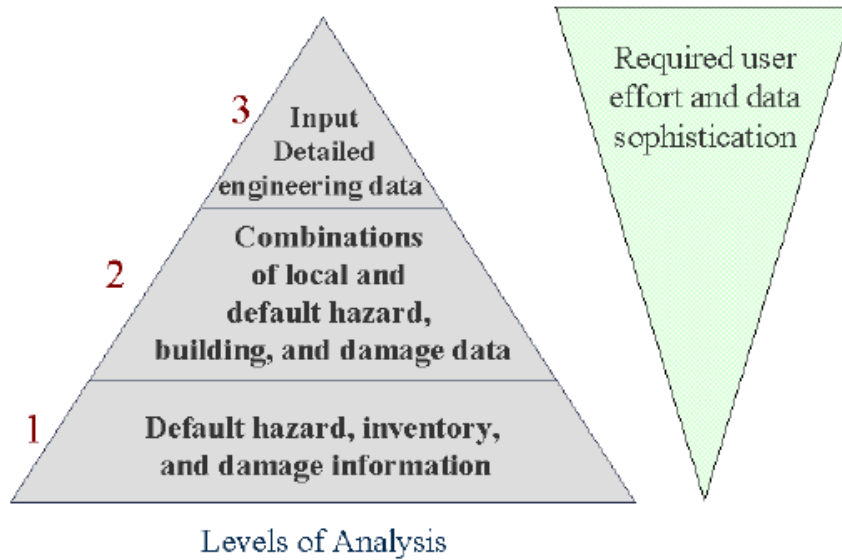 3
Input
Detailed
engineering data
2
Combinations
of local and
default hazard,
building, and damage data
1
Default hazard, inventory,
and damage information
Levels of Analysis
Required user
effort and data
sophistication